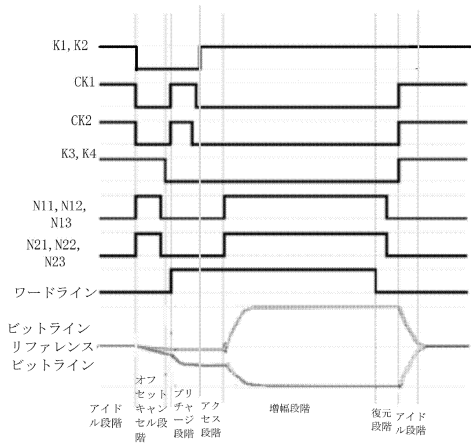 K1, K2
CK1
CK2
K3, K4
N11, N12,
N13
N21, N22,
N23
ワードライン
ビットライン
リファレンス
ビットライン
アイド
ル段階
オフ
セット
キャン
セル段
階
プリ
チャー
ジ段階
アク
セス
段階
増幅段階
復元
段階
アイド
ル段階